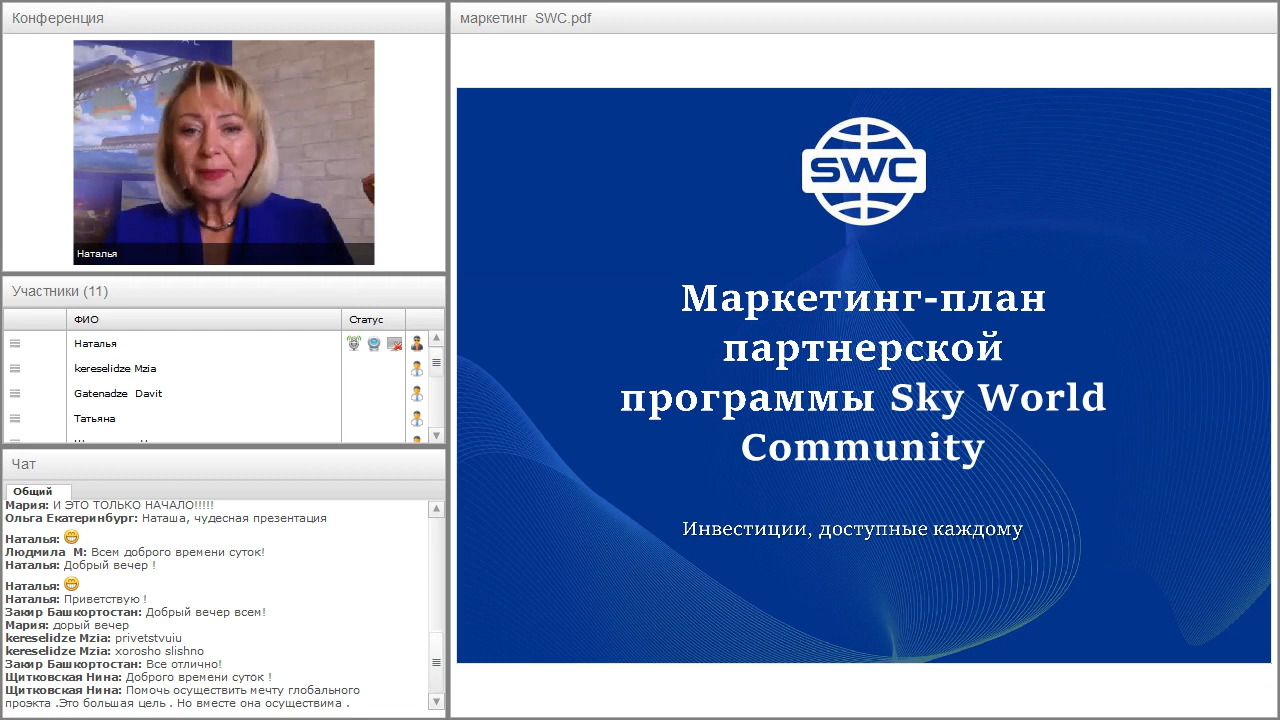 Конференция
L
Наталья
Участники (11)
ФИО
Статус
Наталья
kereselidze Mzia
Gatenadze Davit
Татьяна
Чат
Общий
Мария: И ЭТО ТОЛЬКО НАЧАЛО!!!!!
Ольга Екатеринбург: Наташа, чудесная презентация
Наталья:
Людмила М: Всем доброго времени суток!
Наталья: Добрый вечер !
Наталья:
Наталья: Приветствую !
Закир Башкортостан: Добрый вечер всем!
Мария: дорый вечер
kereselidze Mzia: privetstvuiu
kereselidze Mzia: xorosho slishno
Закир Башкортостан: Все отлично!
Щитковская Нина: Доброго времени суток !
Щитковская Нина: Помочь осуществить мечту глобального
проэкта .Это большая цель . Но вместе она осуществима .
маркетинг SWC.pdf
SWC
Маркетинг-план
партнерской
программы Sky World
Community
Инвестиции, доступные каждому